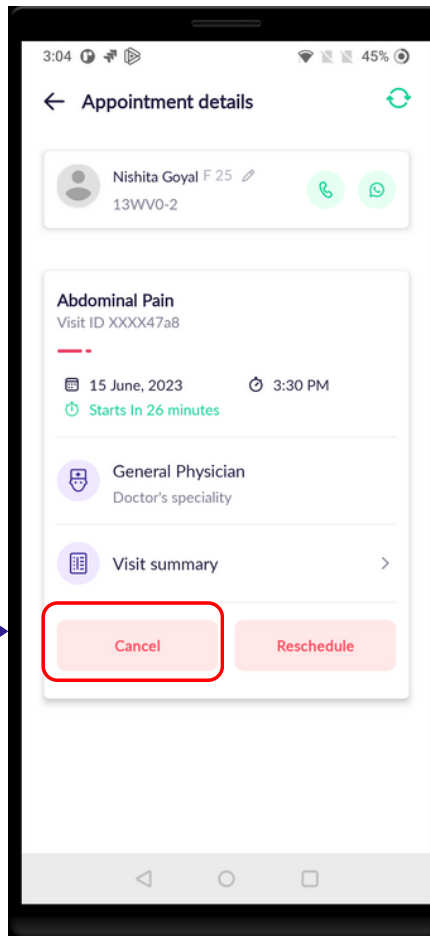 3:04 45%
Appointment details
Nishita Goyal F 25
13WV0-2
Abdominal Pain
Visit ID XXXX47a8
15 June, 2023 3:30 PM
Starts In 26 minutes
General Physician
Doctor's speciality
Visit summary
Cancel Reschedule